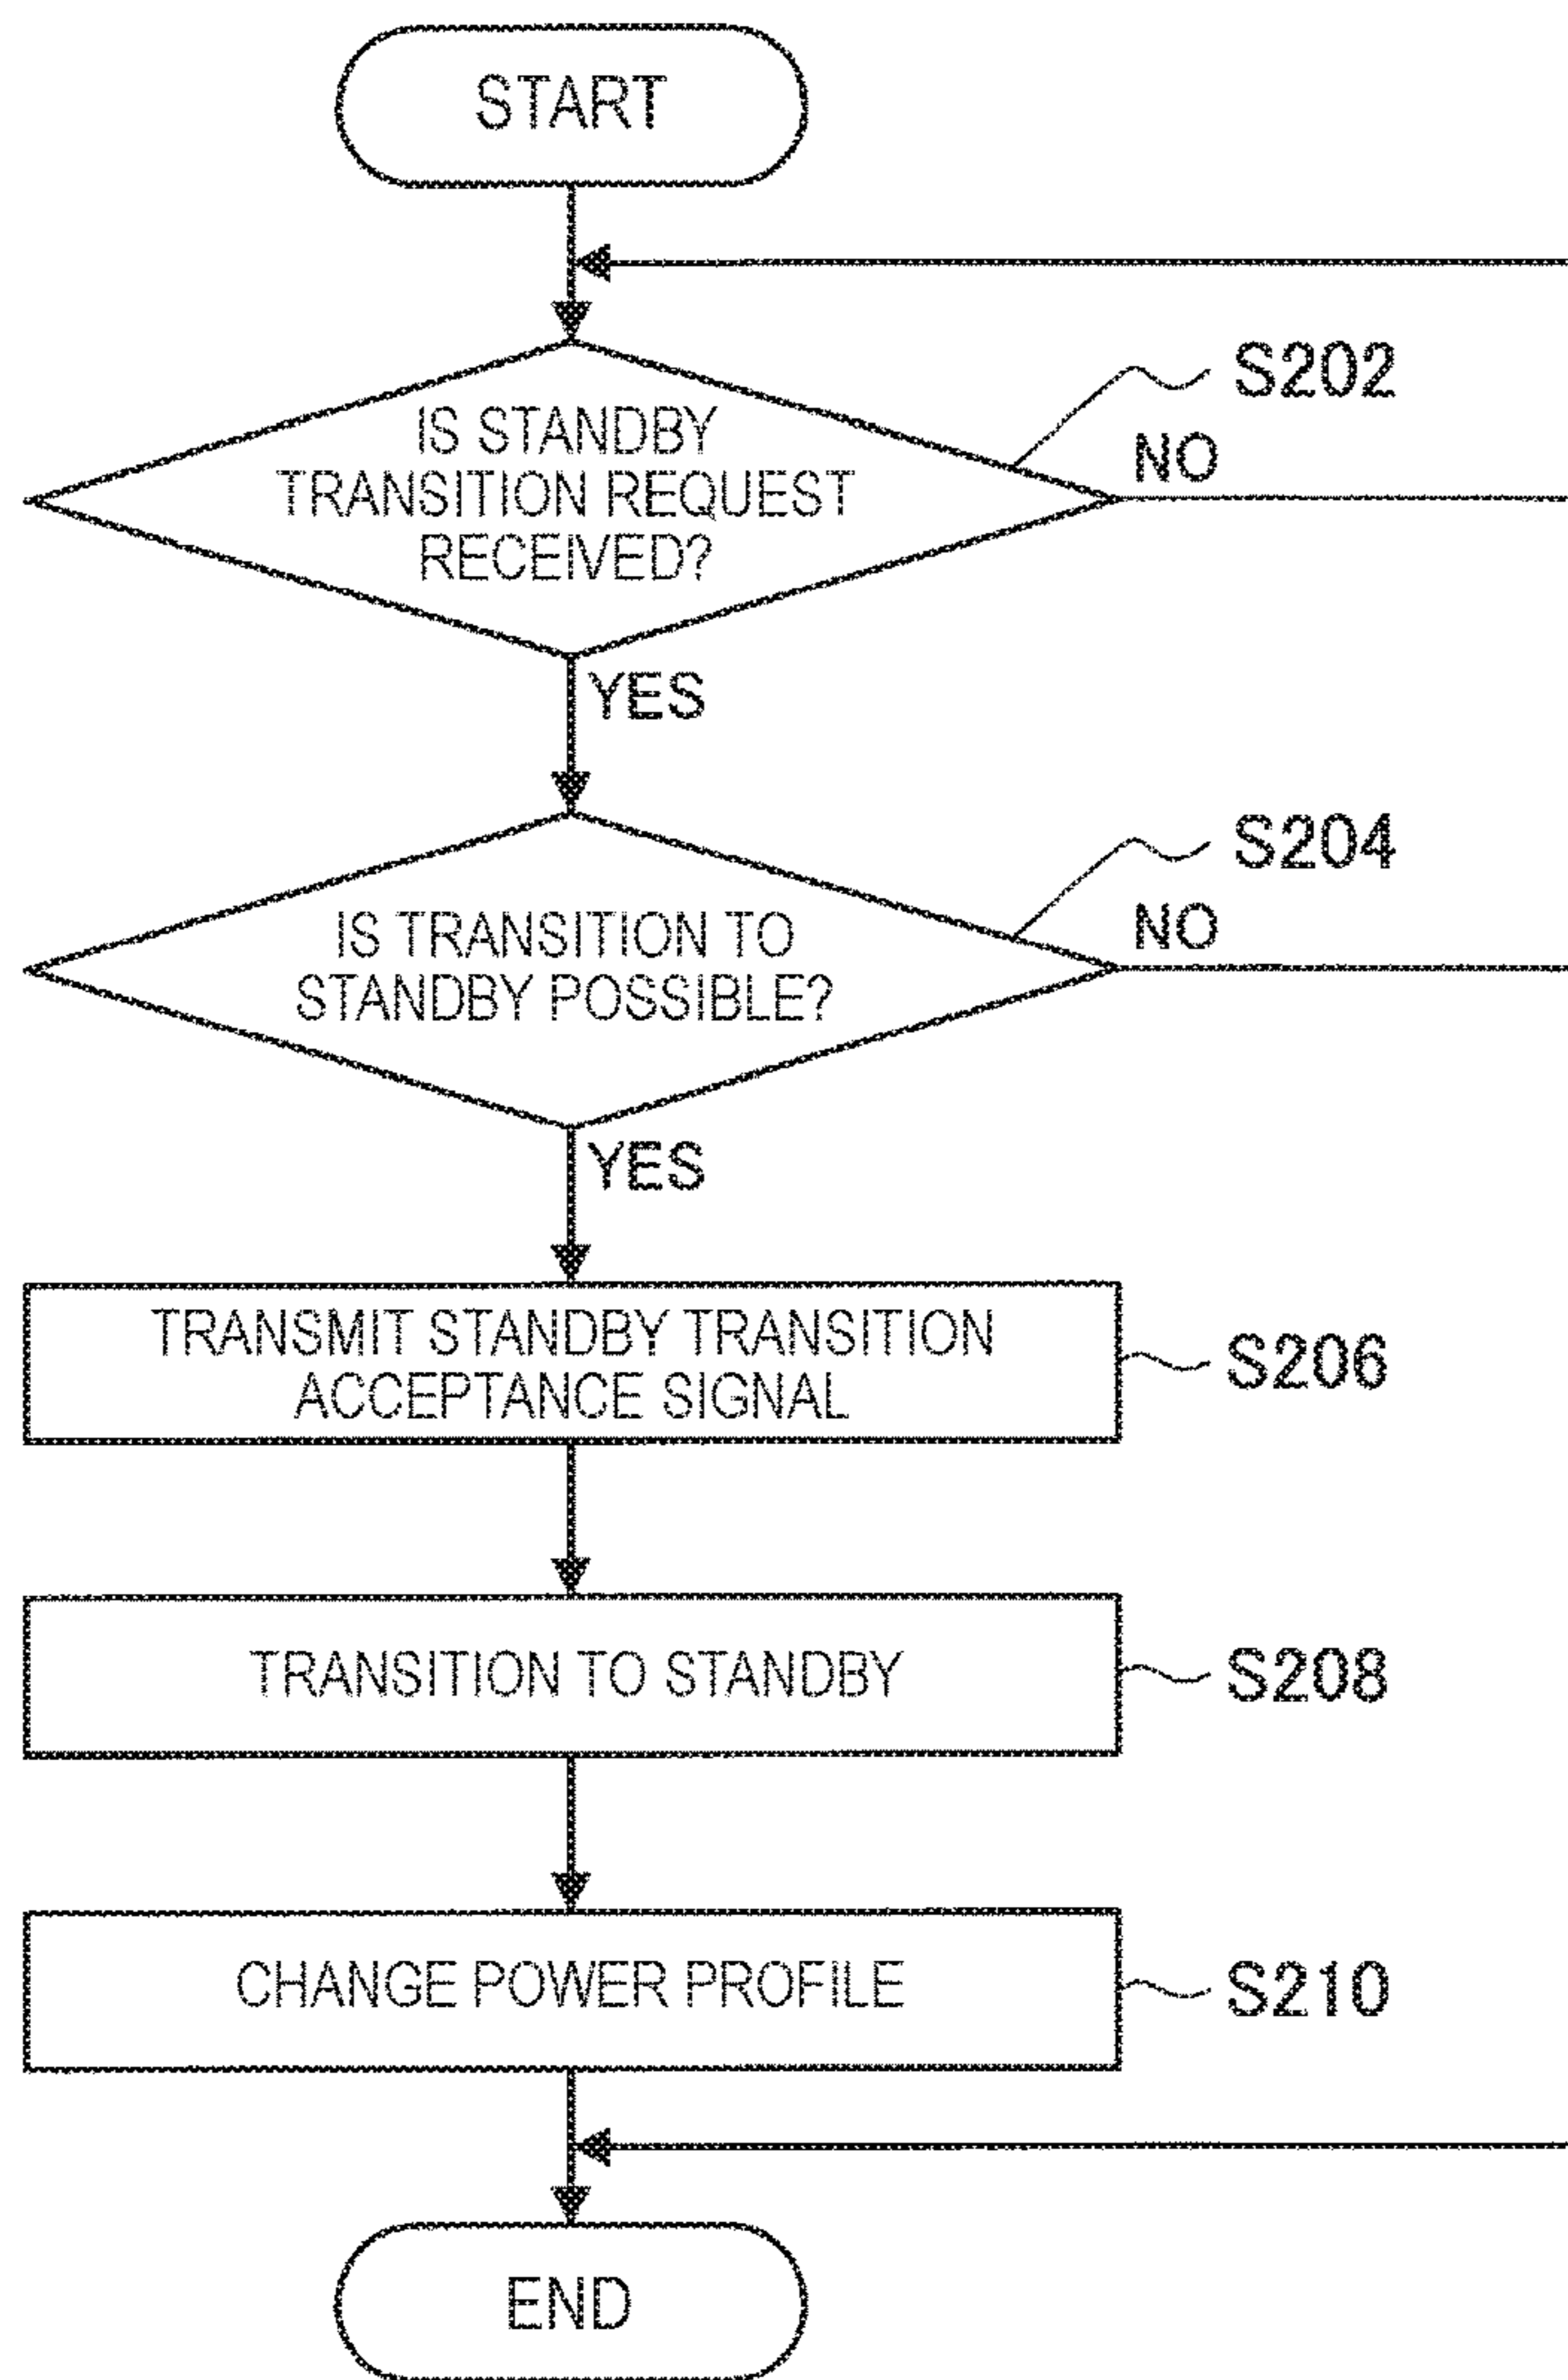 START
S202
IS STANDBY
TRANSITION REQUEST
RECEIVED?
NO
YES
S204
IS TRANSITION TO
STANDBY POSSIBLE?
NO
YES
TRANSMIT STANDBY TRANSITION
ACCEPTANCE SIGNAL
S206
TRANSITION TO STANDBY
S208
CHANGE POWER PROFILE
S210
END